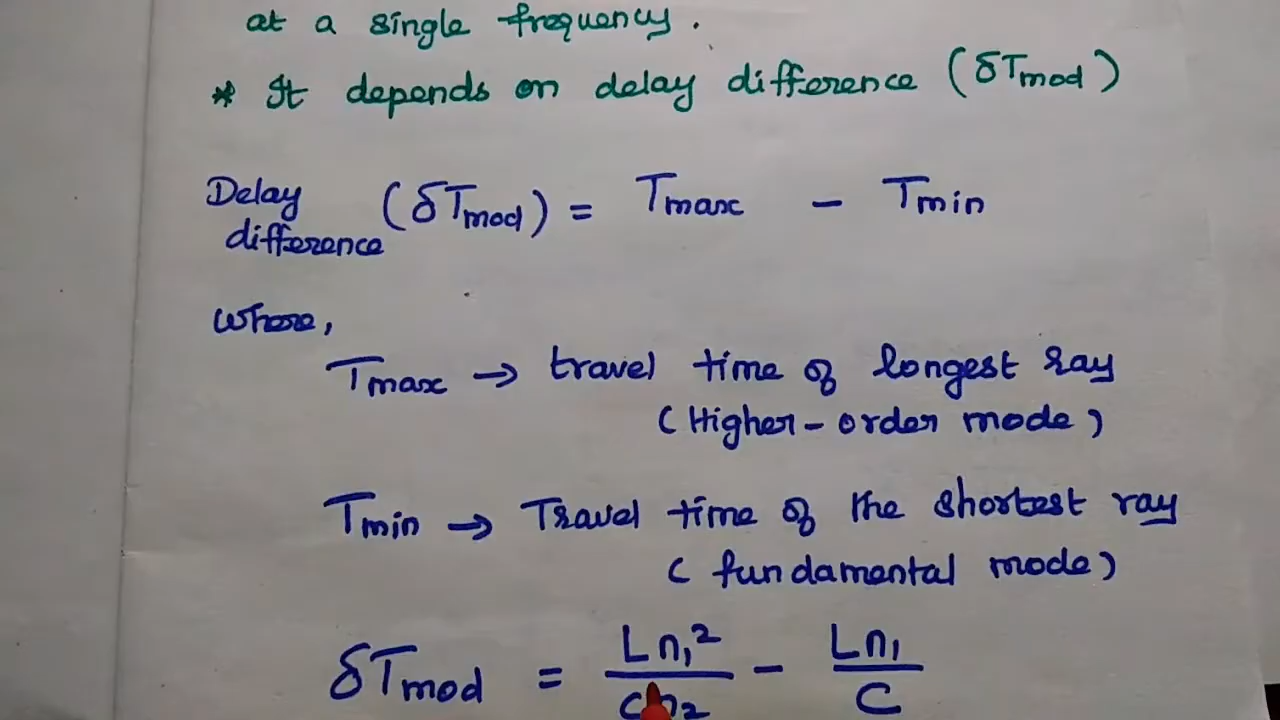 at a single frequency.
* It depends on delay difference (δTmod)
Delay difference (δTmod) = Tmax - Tmin
where,
Tmax → travel time of longest ray
(Higher-order mode)
Tmin → Travel time of the shortest ray
(fundamental mode)
δTmod = Ln₁²/cn₂ - Ln₁/C